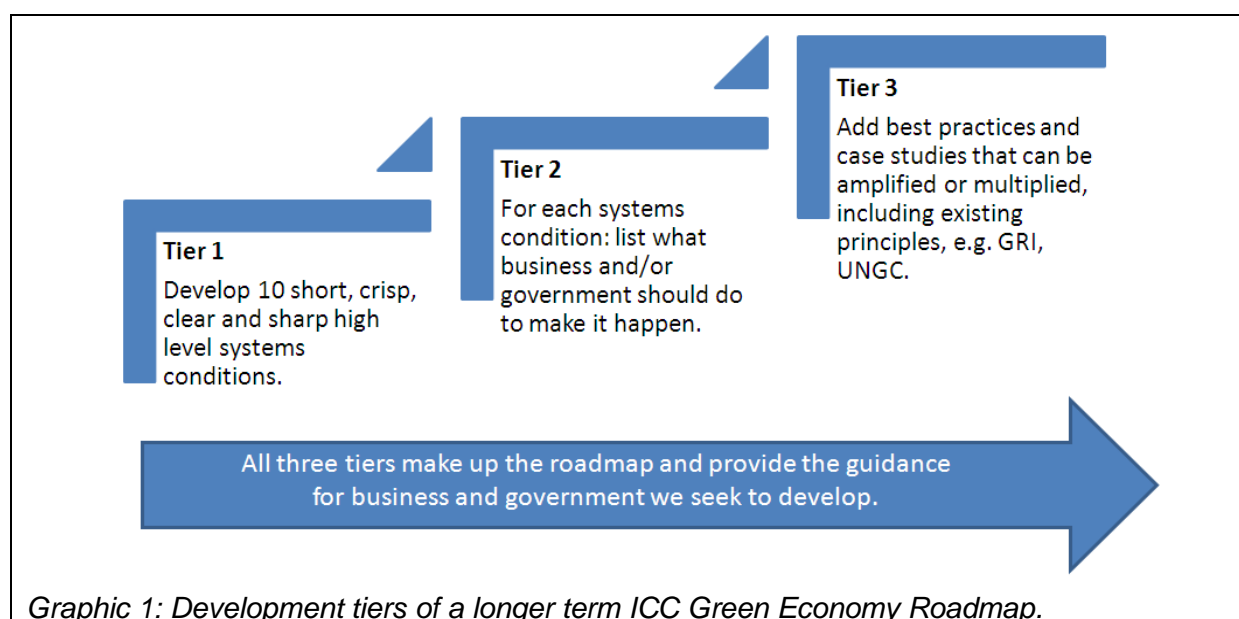 Tier 1
Develop 10 short, crisp,
clear and sharp high
level systems
conditions.
Tier 2
For each systems
condition: list what
business and/or
government should do
to make it happen.
Tier 3
Add best practices and
case studies that can be
amplified or multiplied,
including existing
principles, e.g. GRI,
UNGC.
All three tiers make up the roadmap and provide the guidance
for business and government we seek to develop.
Graphic 1: Development tiers of a longer term ICC Green Economy Roadmap.